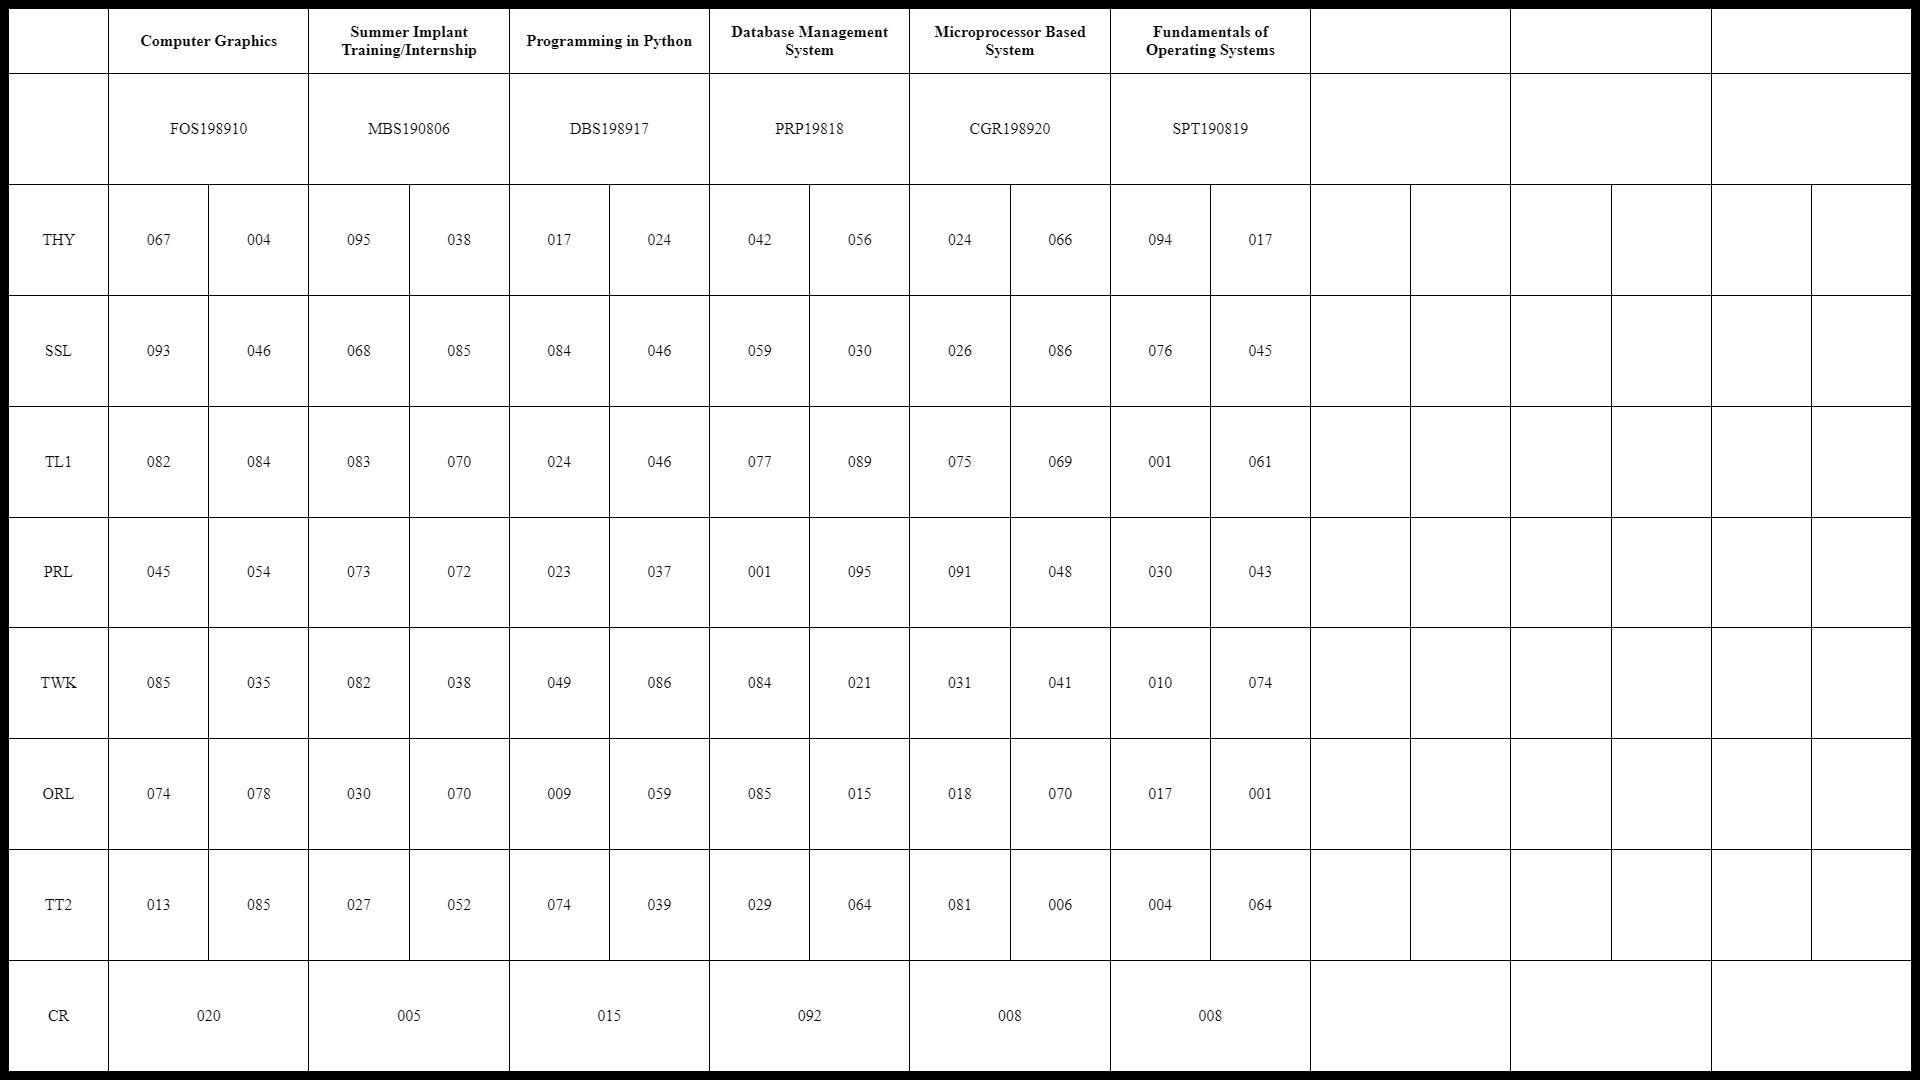 Computer Graphics Summer Implant Training/Internship Programming in Python Database Management System Microprocessor Based System Fundamentals of Operating Systems
FOS198910 MBS190806 DBS198917 PRP19818 CGR198920 SPT190819
THY 067 004 095 038 017 024 042 056 024 066 094 017
SSL 093 046 068 085 084 046 059 030 026 086 076 045
TL1 082 084 083 070 024 046 077 089 075 069 001 061
PRL 045 054 073 072 023 037 001 095 091 048 030 043
TWK 085 035 082 038 049 086 084 021 031 041 010 074
ORL 074 078 030 070 009 059 085 015 018 070 017 001
TT2 013 085 027 052 074 039 029 064 081 006 004 064
CR 020 005 015 092 008 008